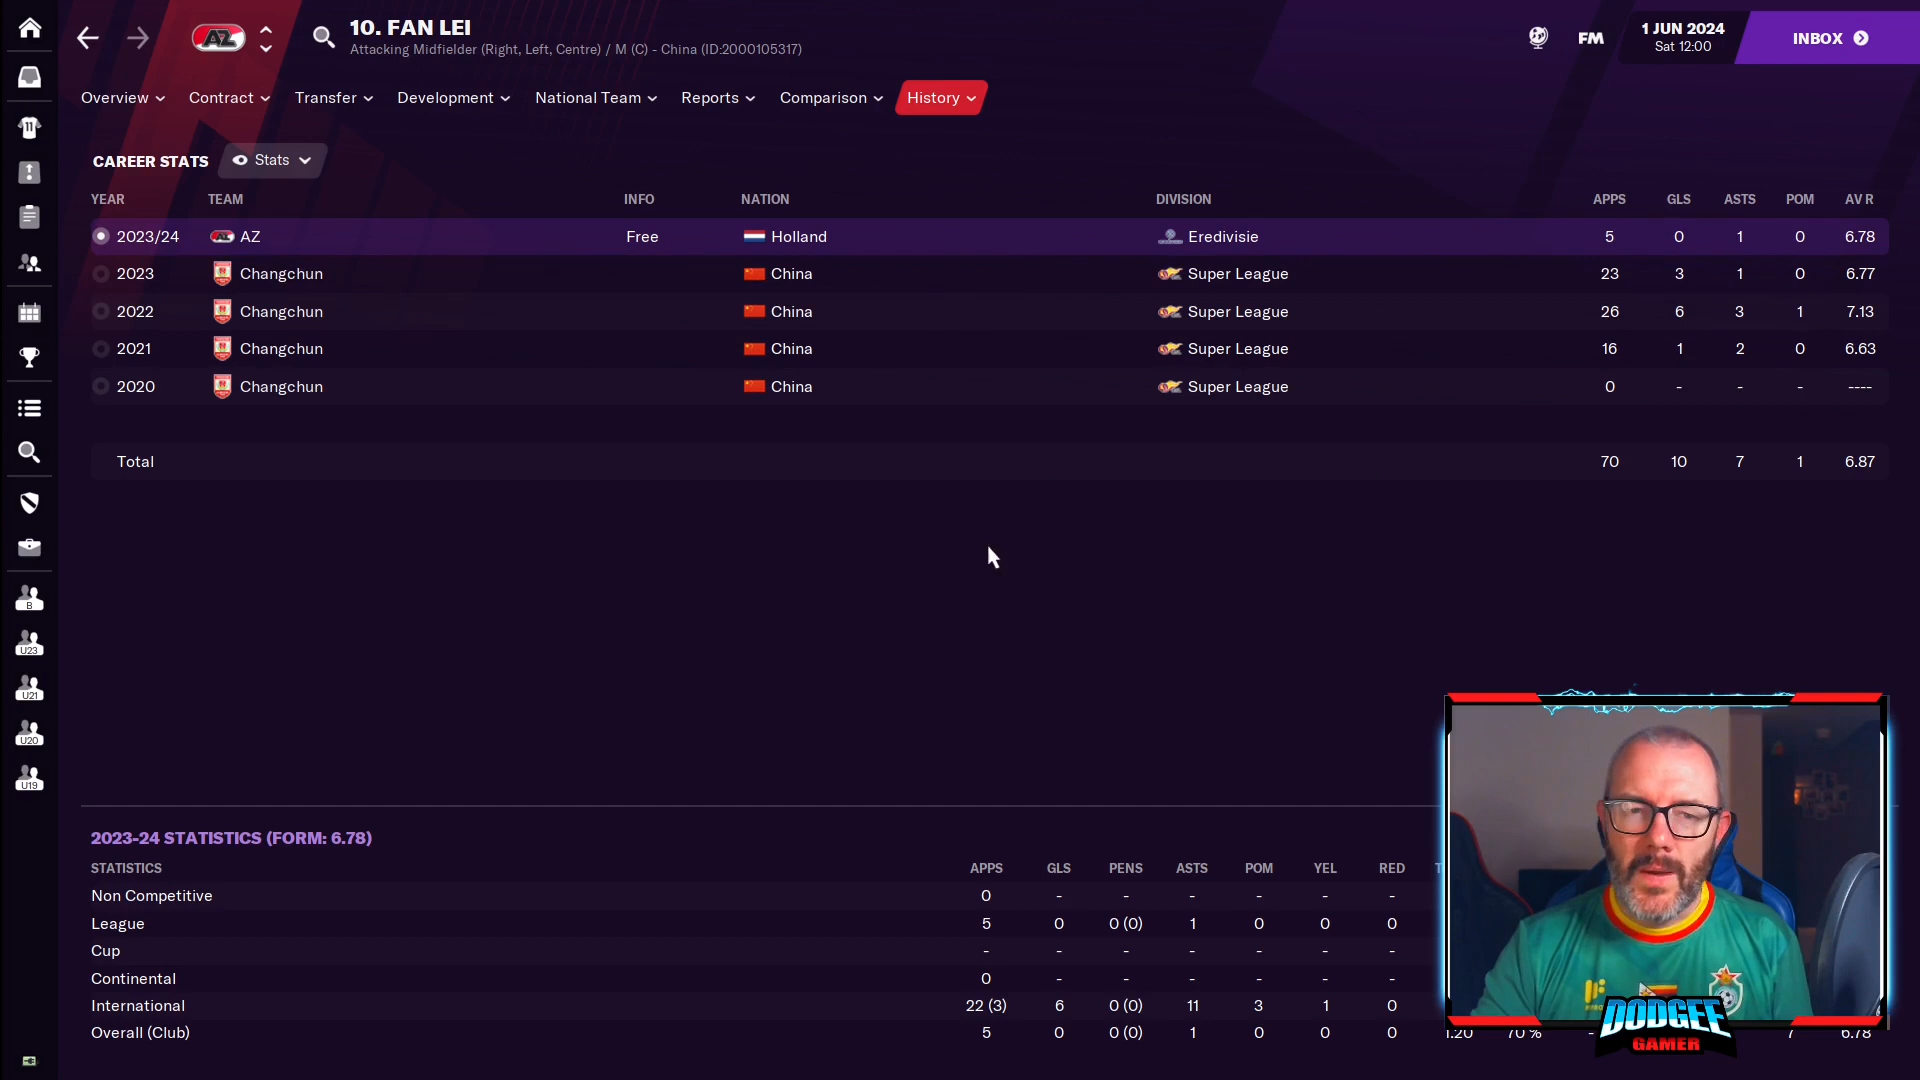 10. FAN LEI
Attacking Midfielder (Right, Left, Centre) / M (C) - China (ID:2000105317)
FM
1 JUN 2024
Sat 12:00
INBOX
Overview Contract Transfer Development National Team Reports Comparison History
CAREER STATS Stats
YEAR TEAM INFO NATION DIVISION APPS GLS ASTS POM AV R
2023/24 AZ Free Holland Eredivisie 5 0 1 0 6.78
2023 Changchun China Super League 23 3 1 0 6.77
2022 Changchun China Super League 26 6 3 1 7.13
2021 Changchun China Super League 16 1 2 0 6.63
2020 Changchun China Super League 0 - - - ----
Total 70 10 7 1 6.87
B
U23
U21
U20
U19
2023-24 STATISTICS (FORM: 6.78)
STATISTICS APPS GLS PENS ASTS POM YEL RED
Non Competitive 0 - - - - - -
League 5 0 0 (0) 1 0 0 0
Cup - - - - - - -
Continental 0 - - - - - -
International 22 (3) 6 0 (0) 11 3 1 0
Overall (Club) 5 0 0 (0) 1 0 0 0 1.20 70 % - 7 6.78
DODGEE
GAMER